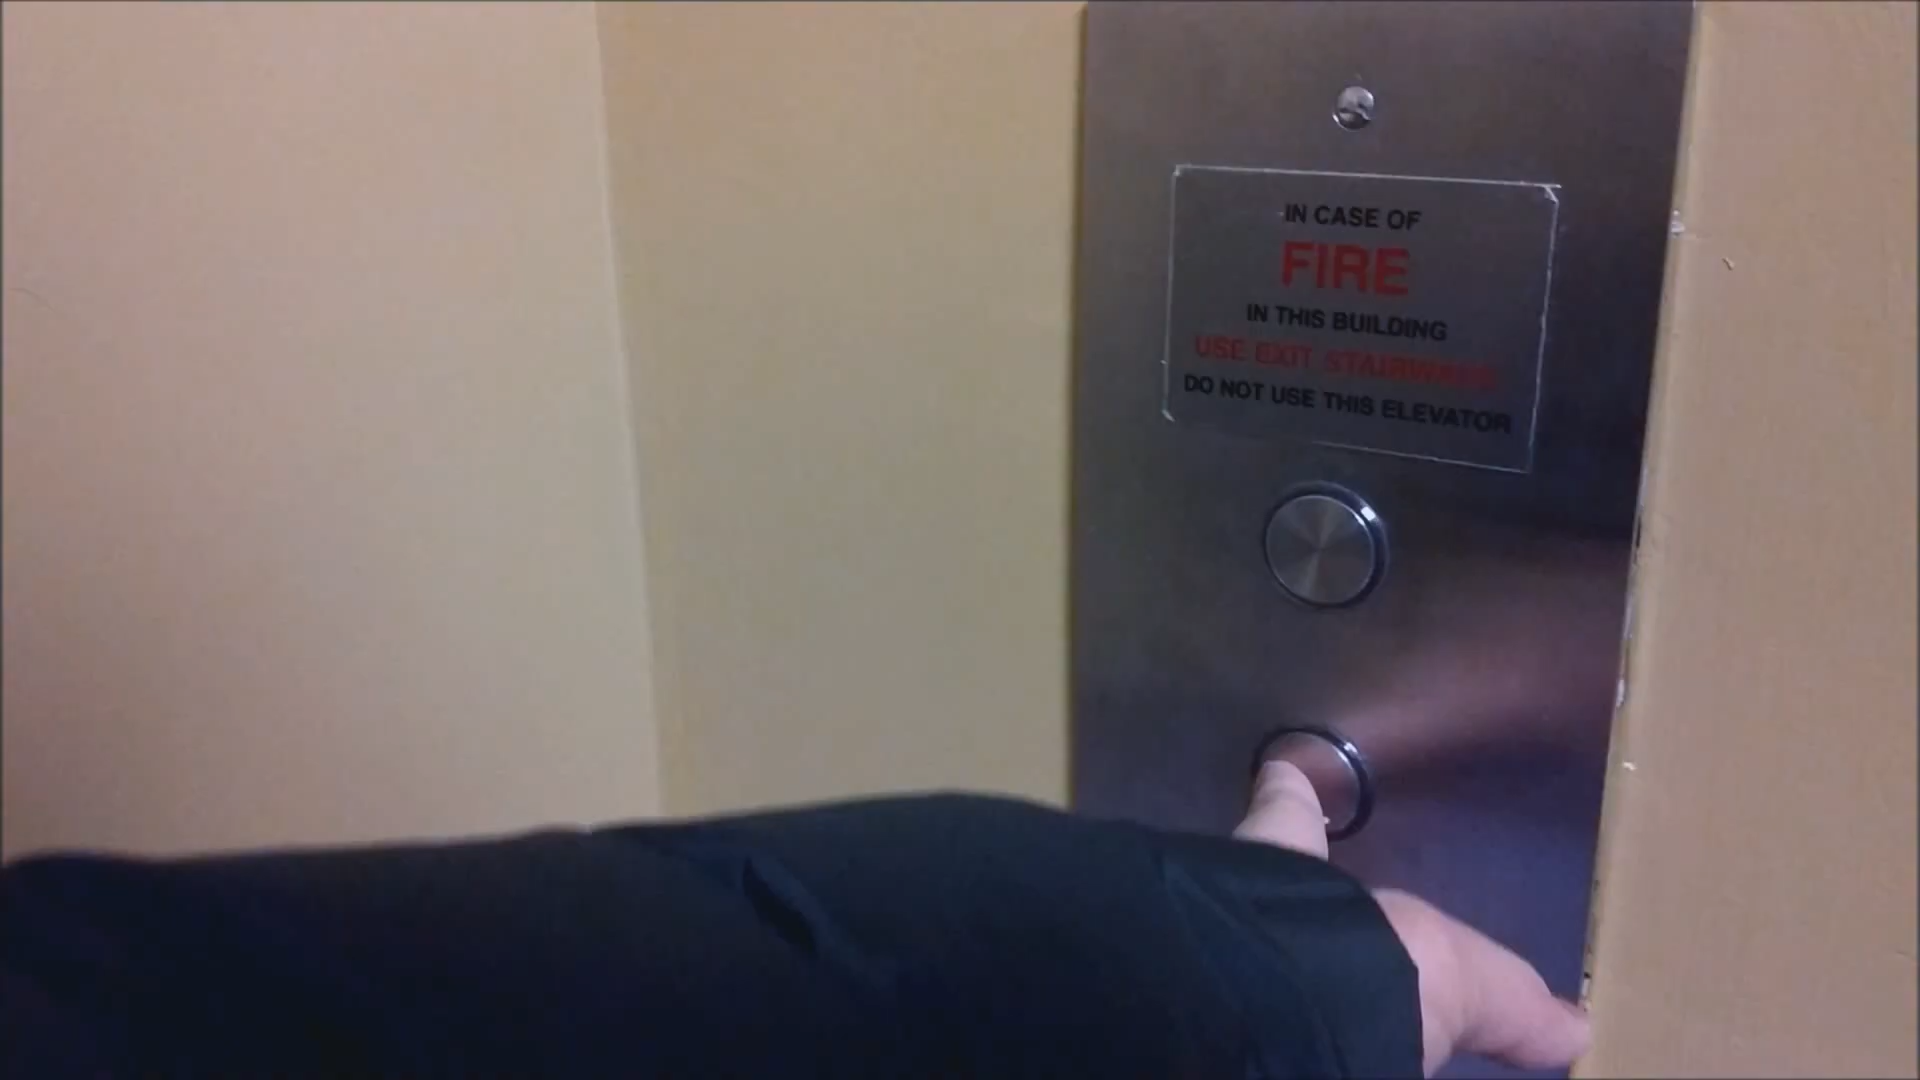 IN CASE OF
FIRE
IN THIS BUILDING
USE EXIT STAIRWAYS
DO NOT USE THIS ELEVATOR